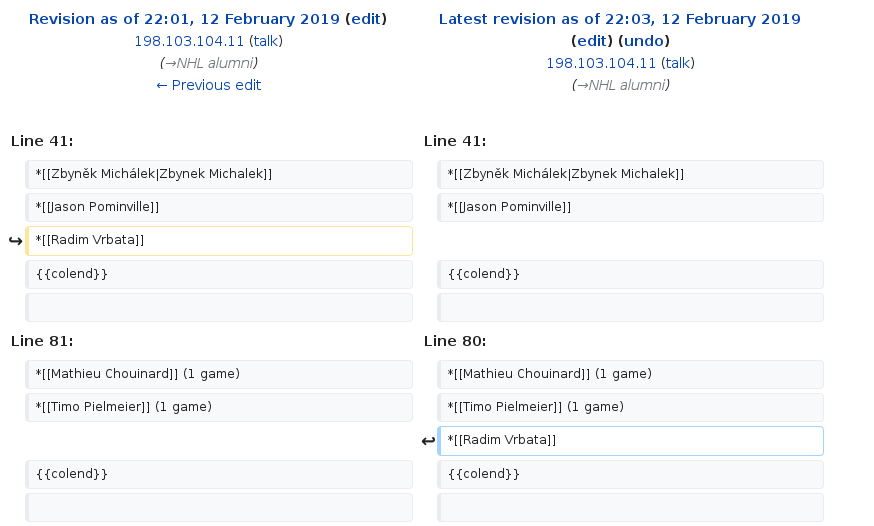 Revision as of 22:01, 12 February 2019 (edit)
198.103.104.11 (talk)
(→NHL alumni)
← Previous edit
Latest revision as of 22:03, 12 February 2019
(edit) (undo)
198.103.104.11 (talk)
(→NHL alumni)
Line 41:
Line 41:
*[[Zbyněk Michálek|Zbynek Michalek]]
*[[Zbyněk Michálek|Zbynek Michalek]]
*[[Jason Pominville]]
*[[Jason Pominville]]
*[[Radim Vrbata]]
{{colend}}
{{colend}}
Line 81:
Line 80:
*[[Mathieu Chouinard]] (1 game)
*[[Mathieu Chouinard]] (1 game)
*[[Timo Pielmeier]] (1 game)
*[[Timo Pielmeier]] (1 game)
*[[Radim Vrbata]]
{{colend}}
{{colend}}